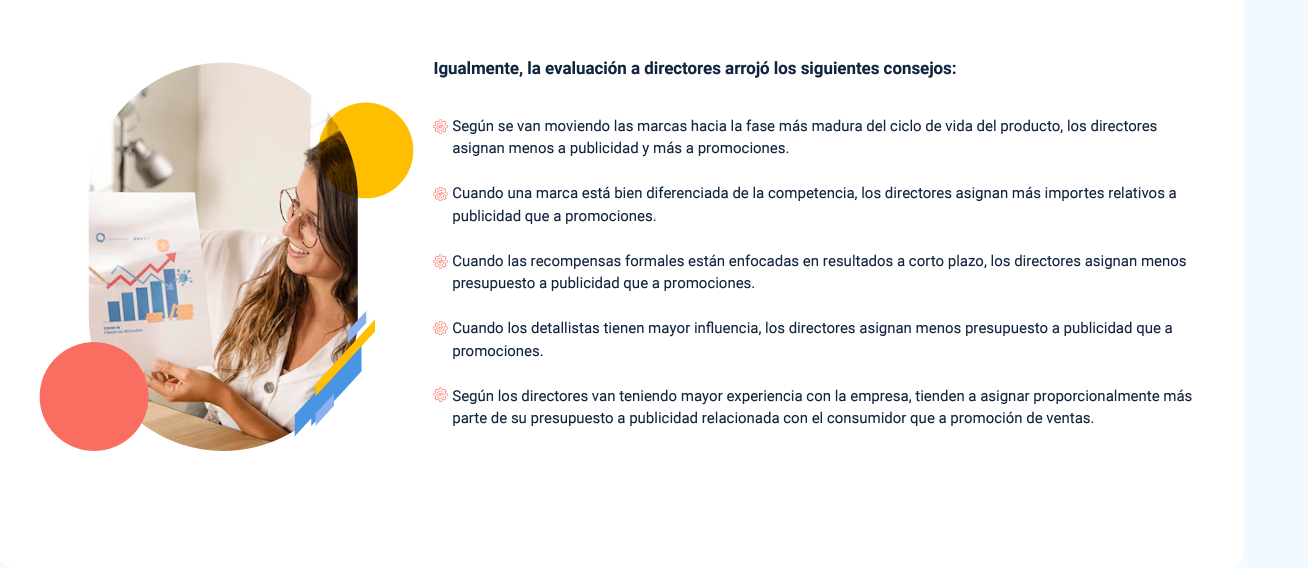 Igualmente, la evaluación a directores arrojó los siguientes consejos:
Según se van moviendo las marcas hacia la fase más madura del ciclo de vida del producto, los directores
asignan menos a publicidad y más a promociones.
Cuando una marca está bien diferenciada de la competencia, los directores asignan más importes relativos a
publicidad que a promociones.
Cuando las recompensas formales están enfocadas en resultados a corto plazo, los directores asignan menos
presupuesto a publicidad que a promociones.
Cuando los detallistas tienen mayor influencia, los directores asignan menos presupuesto a publicidad que a
promociones.
Según los directores van teniendo mayor experiencia con la empresa, tienden a asignar proporcionalmente más
parte de su presupuesto a publicidad relacionada con el consumidor que a promoción de ventas.
COVID-19
FINANCIAL RECOVERY